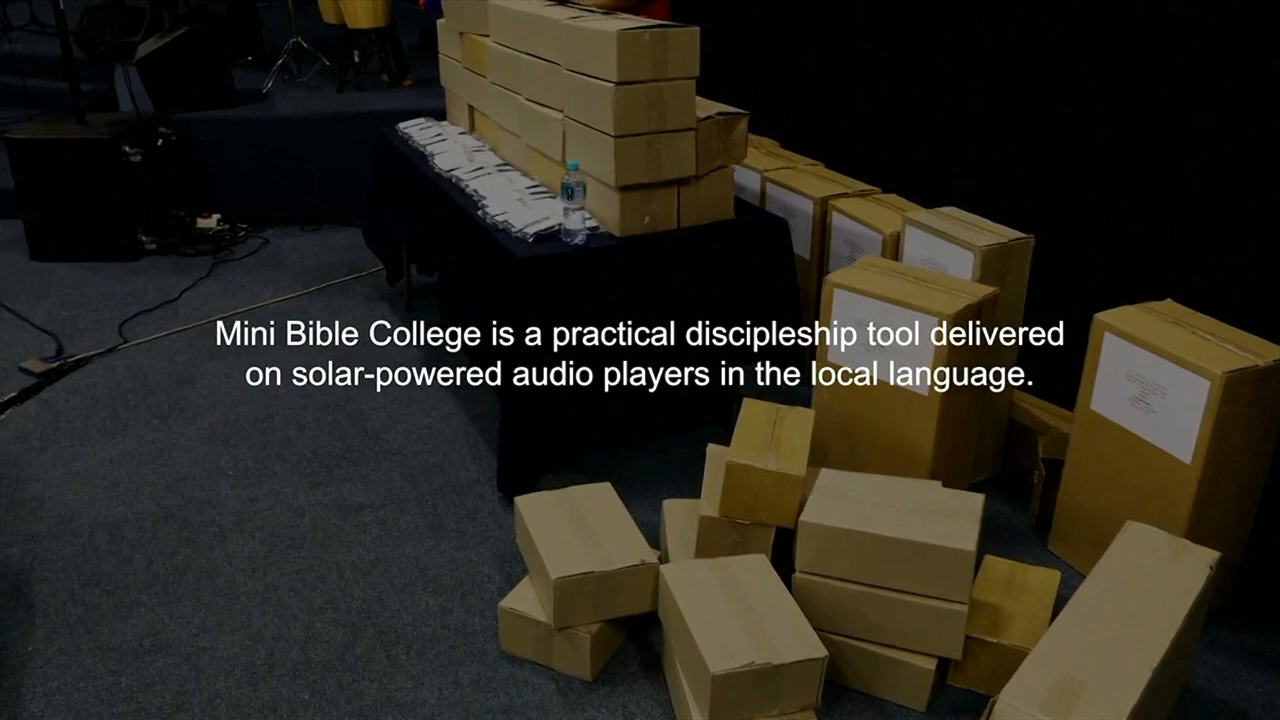 Mini Bible College is a practical discipleship tool delivered
on solar-powered audio players in the local language.